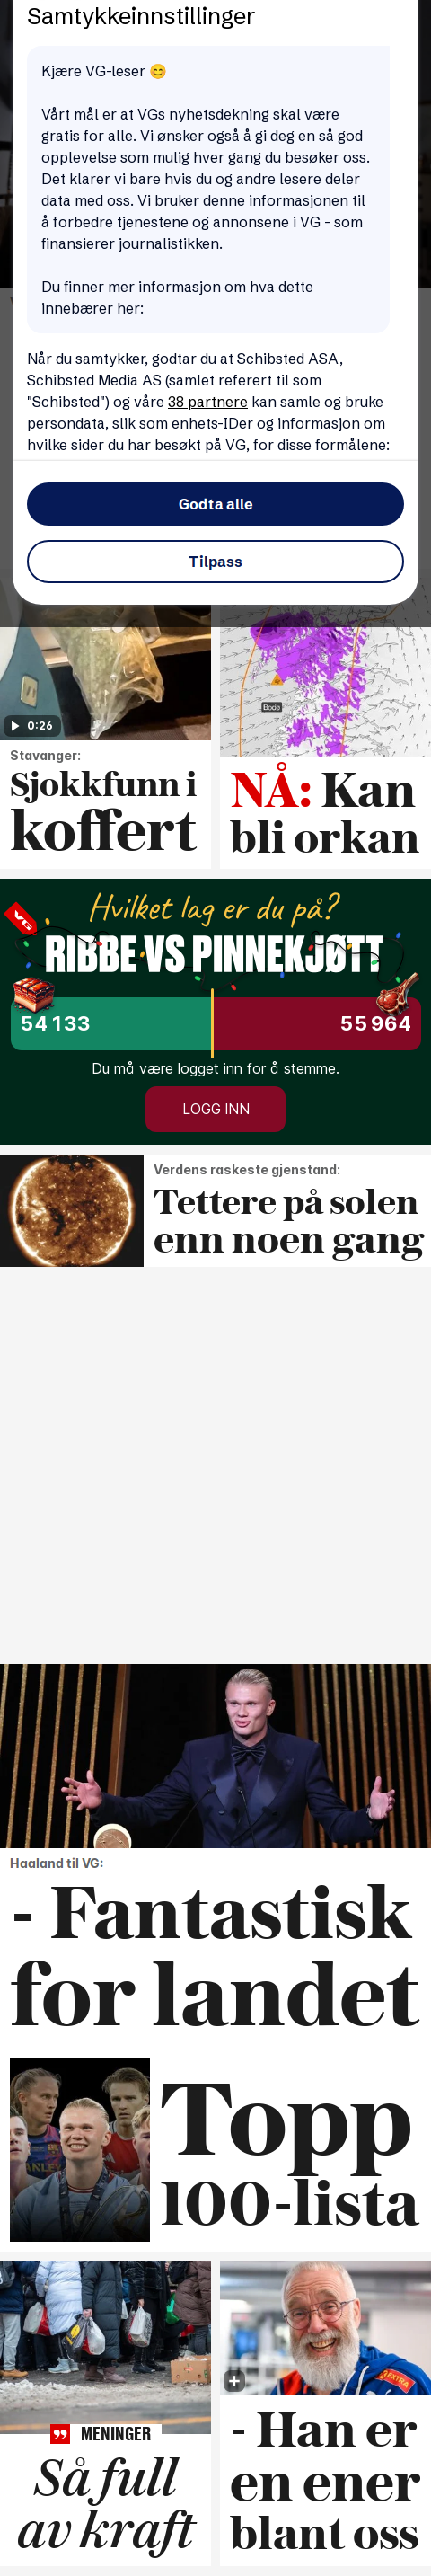 Samtykkeinnstillinger
Kjære VG-leser 😊
Vårt mål er at VGs nyhetsdekning skal være
gratis for alle. Vi ønsker også å gi deg en så god
opplevelse som mulig hver gang du besøker oss.
Det klarer vi bare hvis du og andre lesere deler
data med oss. Vi bruker denne informasjonen til
å forbedre tjenestene og annonsene i VG - som
finansierer journalistikken.
Du finner mer informasjon om hva dette
innebærer her:
Når du samtykker, godtar du at Schibsted ASA,
Schibsted Media AS (samlet referert til som
"Schibsted") og våre 38 partnere kan samle og bruke
persondata, slik som enhets-IDer og informasjon om
hvilke sider du har besøkt på VG, for disse formålene:
Godta alle
Tilpass
0:26
Stavanger:
Sjokkfunn i
koffert
Bodø
NÅ: Kan
bli orkan
VG
Hvilket lag er du på?
RIBBE VS PINNEKJØTT
54 133
55 964
Du må være logget inn for å stemme.
LOGG INN
Verdens raskeste gjenstand:
Tettere på solen
enn noen gang
Haaland til VG:
- Fantastisk
for landet
Topp
100-lista
MENINGER
Så full
av kraft
EXTRA
- Han er
en ener
blant oss